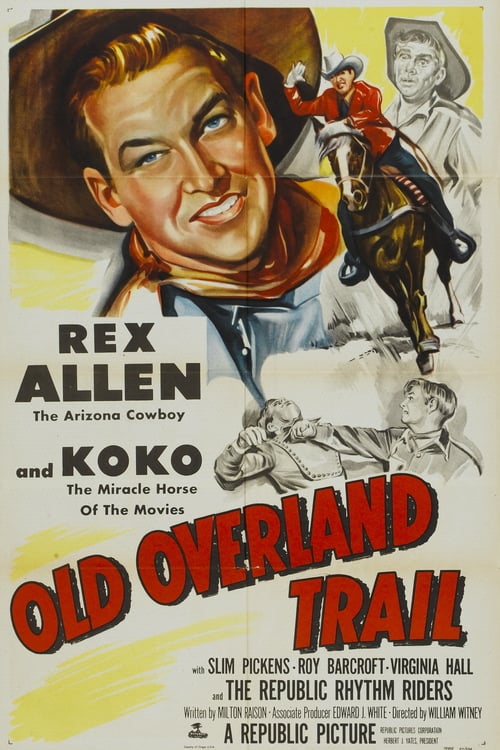 REX
ALLEN
The Arizona Cowboy
and KOKO
The Miracle Horse
Of The Movies
OLD OVERLAND
TRAIL
with SLIM PICKENS · ROY BARCROFT · VIRGINIA HALL
and THE REPUBLIC RHYTHM RIDERS
Written by MILTON RAISON · Associate Producer EDWARD J. WHITE · Directed by WILLIAM WITNEY
A REPUBLIC PICTURE
REPUBLIC PICTURES CORPORATION
HERBERT J. YATES, PRESIDENT